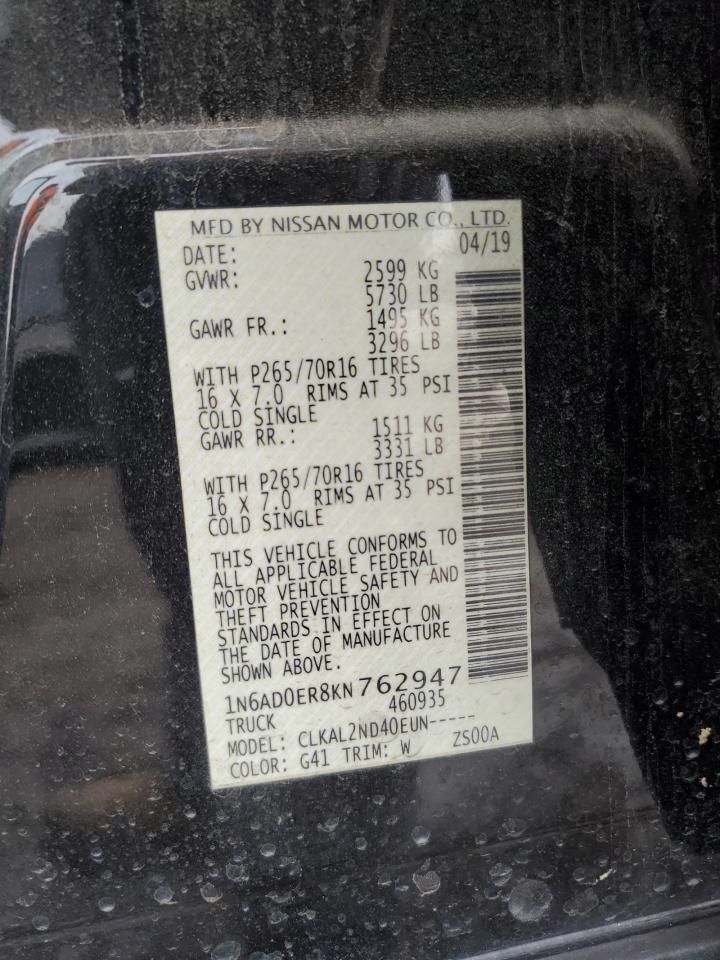 MFD BY NISSAN MOTOR CO., LTD.
DATE: 04/19
GVWR: 2599 KG
5730 LB
GAWR FR.: 1495 KG
3296 LB
WITH P265/70R16 TIRES
16 X 7.0 RIMS AT 35 PSI
COLD SINGLE
GAWR RR.: 1511 KG
3331 LB
WITH P265/70R16 TIRES
16 X 7.0 RIMS AT 35 PSI
COLD SINGLE
THIS VEHICLE CONFORMS TO
ALL APPLICABLE FEDERAL
MOTOR VEHICLE SAFETY AND
THEFT PREVENTION
STANDARDS IN EFFECT ON
THE DATE OF MANUFACTURE
SHOWN ABOVE.
1N6AD0ER8KN762947
TRUCK 460935
MODEL: CLKAL2ND40EUN-----
COLOR: G41 TRIM: W ZS00A